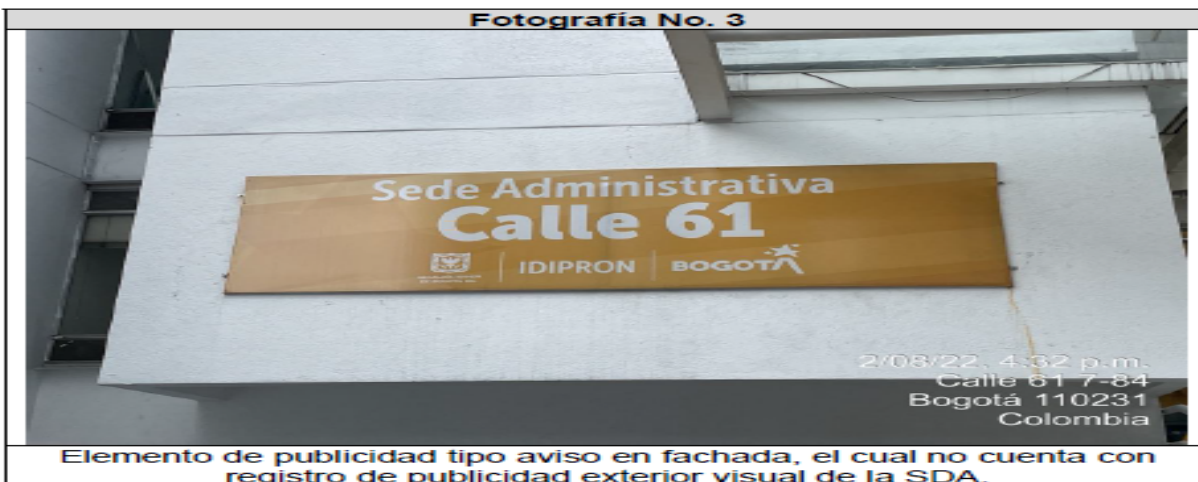 Fotografía No. 3
Sede Administrativa
Calle 61
IDIPRON
BOGOTÁ
2/08/22, 4:32 p.m.
Calle 61 7-84
Bogotá 110231
Colombia
Elemento de publicidad tipo aviso en fachada, el cual no cuenta con
registro de publicidad exterior visual de la SDA.